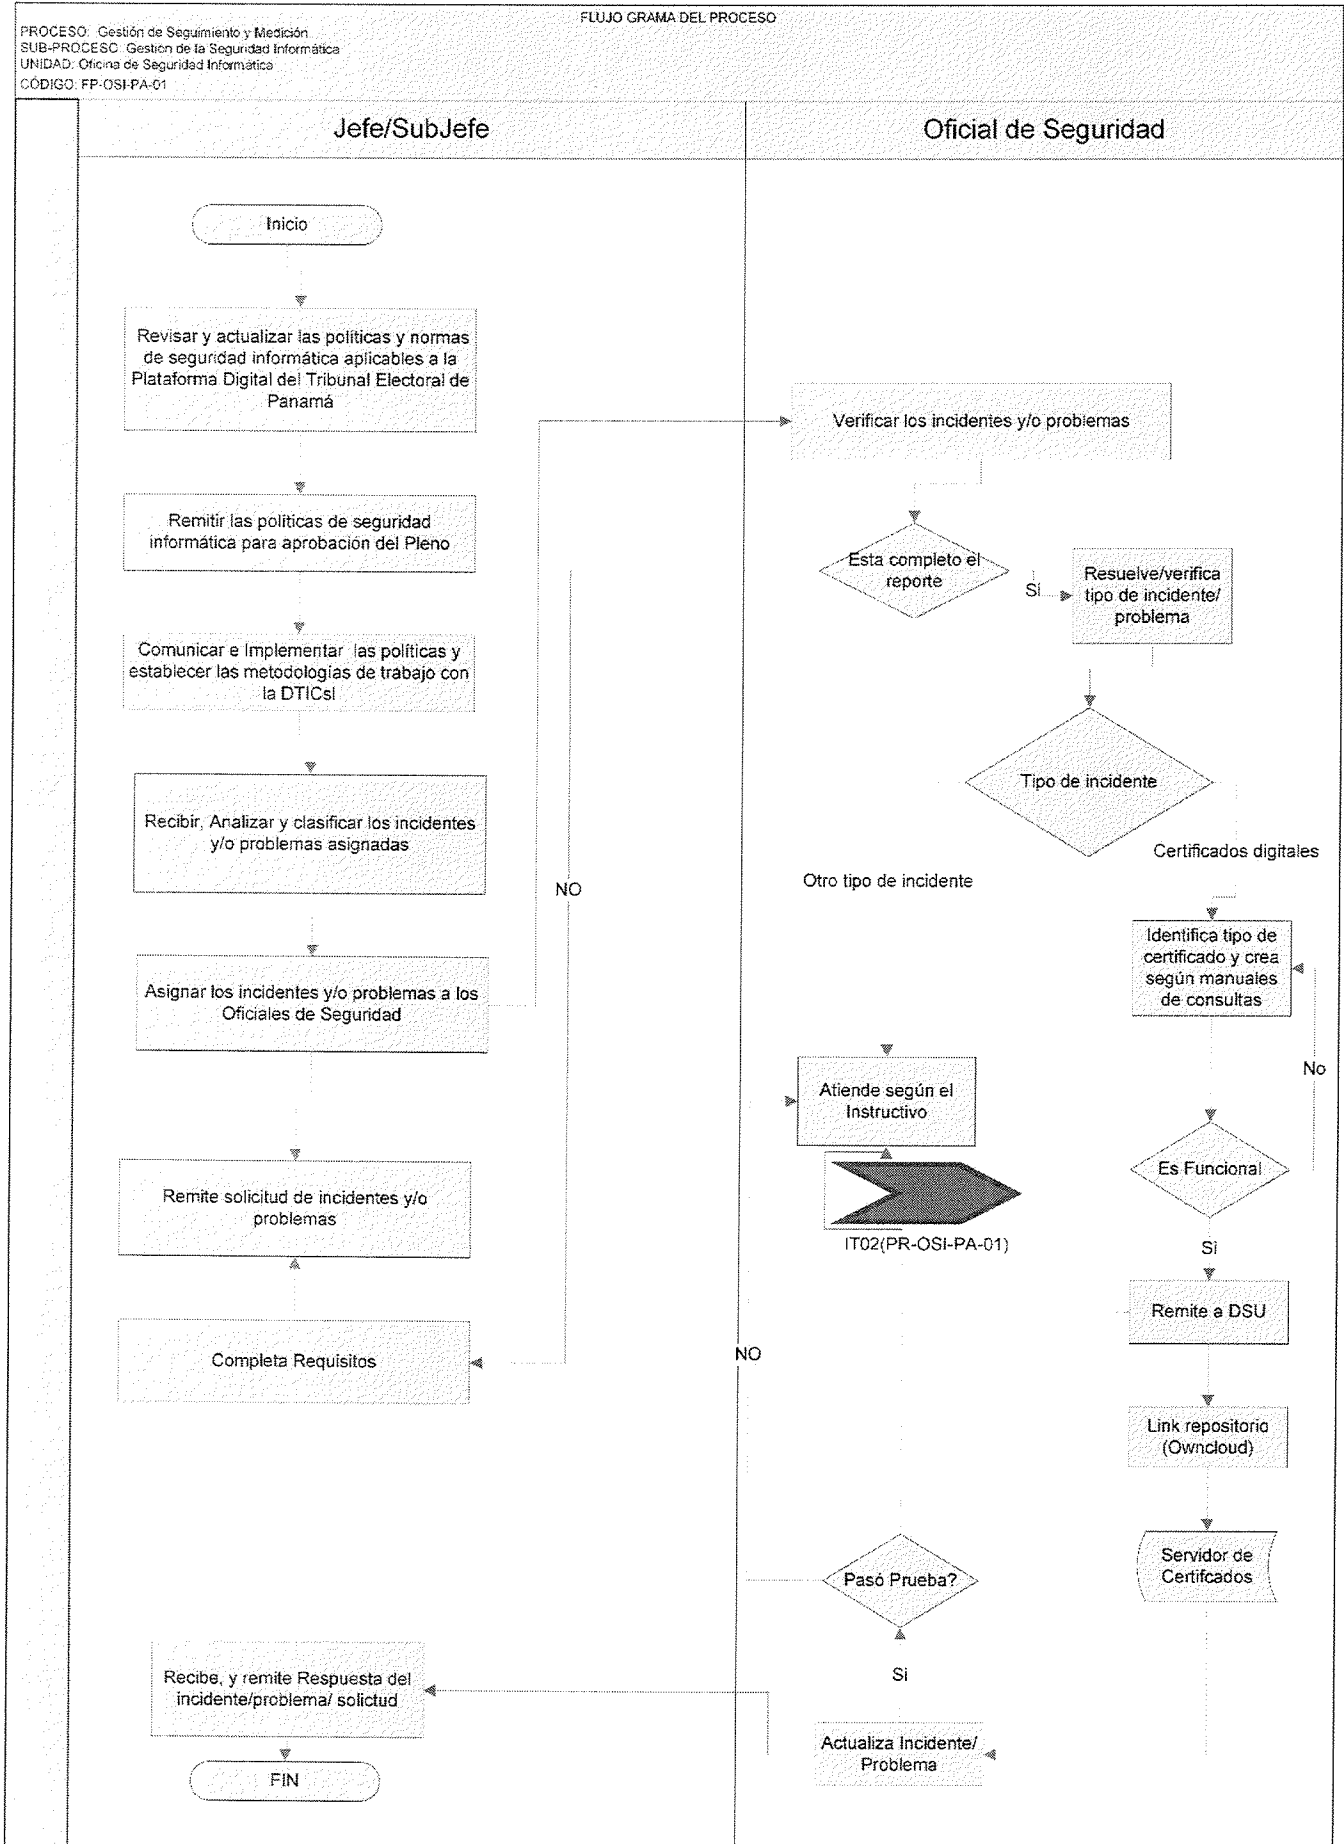 FLUJO GRAMA DEL PROCESO
PROCESO: Gestión de Seguimiento y Medición
SUB-PROCESO: Gestión de la Seguridad Informática
UNIDAD: Oficina de Seguridad Informática
CÓDIGO: FP-OSI-PA-01
Jefe/SubJefe
Oficial de Seguridad
Inicio
Revisar y actualizar las políticas y normas
de seguridad informática aplicables a la
Plataforma Digital del Tribunal Electoral de
Panamá
Verificar los incidentes y/o problemas
Remitir las políticas de seguridad
informática para aprobación del Pleno
Esta completo el
reporte
Si
Resuelve/verifica
tipo de incidente/
problema
Comunicar e Implementar las políticas y
establecer las metodologías de trabajo con
la DTICsI
Tipo de incidente
Recibir, Analizar y clasificar los incidentes
y/o problemas asignadas
Certificados digitales
Otro tipo de incidente
NO
Identifica tipo de
certificado y crea
según manuales
de consultas
Asignar los incidentes y/o problemas a los
Oficiales de Seguridad
No
Atiende según el
Instructivo
Es Funcional
Remite solicitud de incidentes y/o
problemas
IT02(PR-OSI-PA-01)
Si
Remite a DSU
Completa Requisitos
NO
Link repositorio
(Owncloud)
Pasó Prueba?
Servidor de
Certifcados
Si
Recibe, y remite Respuesta del
incidente/problema/ solictud
Actualiza Incidente/
Problema
FIN